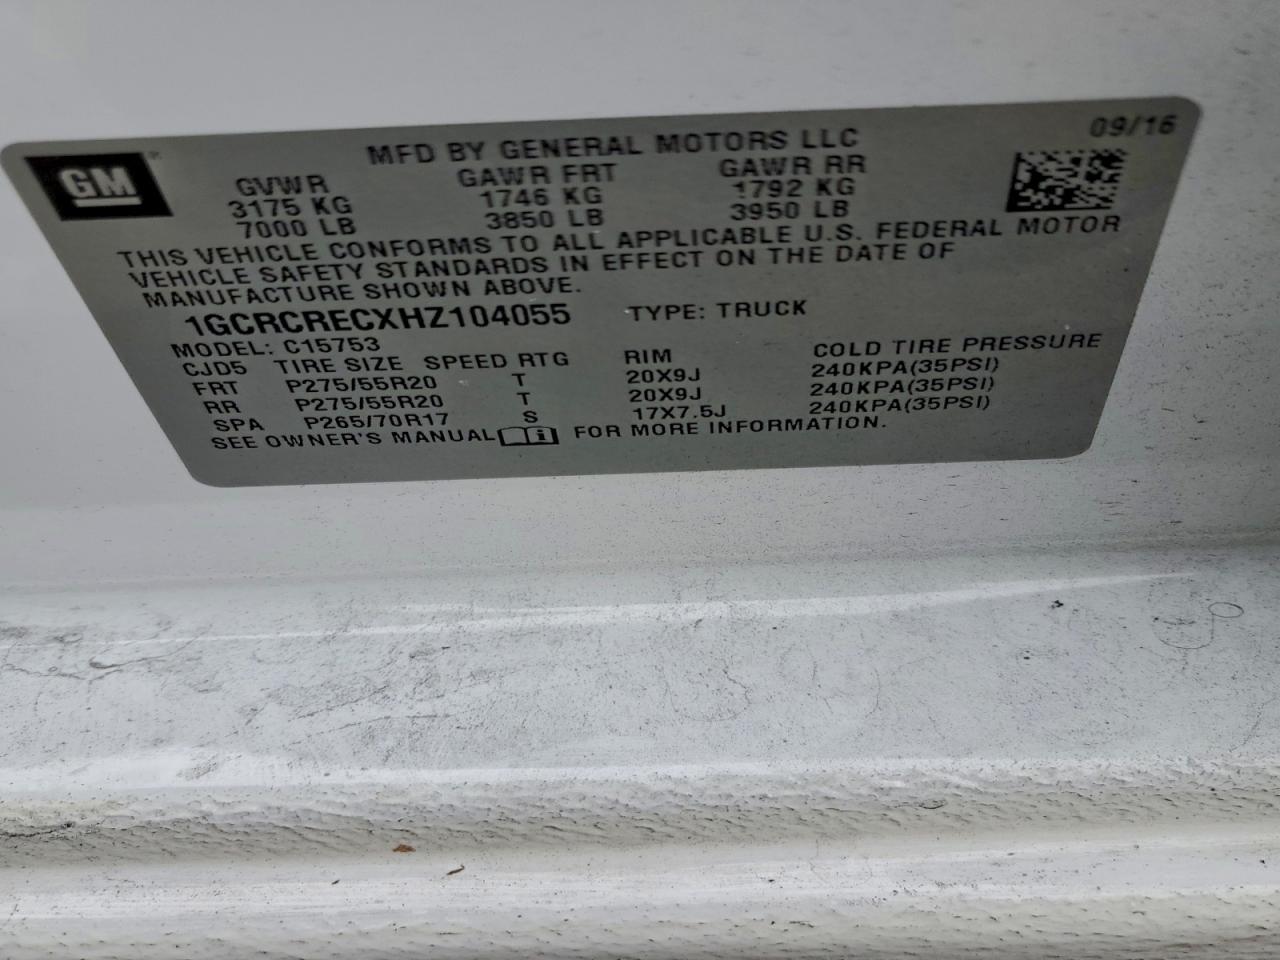 GM
MFD BY GENERAL MOTORS LLC 09/16
GVWR GAWR FRT GAWR RR
3175 KG 1746 KG 1792 KG
7000 LB 3850 LB 3950 LB
THIS VEHICLE CONFORMS TO ALL APPLICABLE U.S. FEDERAL MOTOR
VEHICLE SAFETY STANDARDS IN EFFECT ON THE DATE OF
MANUFACTURE SHOWN ABOVE.
1GCRCRECXHZ104055 TYPE: TRUCK
MODEL: C15753
CJD5 TIRE SIZE SPEED RTG RIM COLD TIRE PRESSURE
FRT P275/55R20 T 20X9J 240KPA(35PSI)
RR P275/55R20 T 20X9J 240KPA(35PSI)
SPA P265/70R17 S 17X7.5J 240KPA(35PSI)
SEE OWNER'S MANUAL FOR MORE INFORMATION.